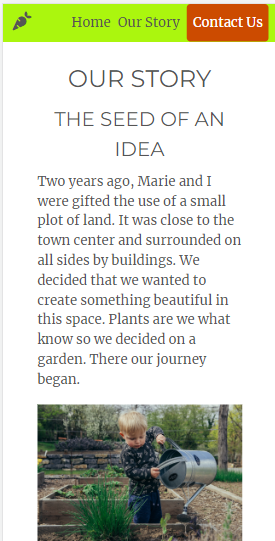 Home Our Story Contact Us
OUR STORY
THE SEED OF AN
IDEA
Two years ago, Marie and I
were gifted the use of a small
plot of land. It was close to the
town center and surrounded on
all sides by buildings. We
decided that we wanted to
create something beautiful in
this space. Plants are we what
know so we decided on a
garden. There our journey
began.